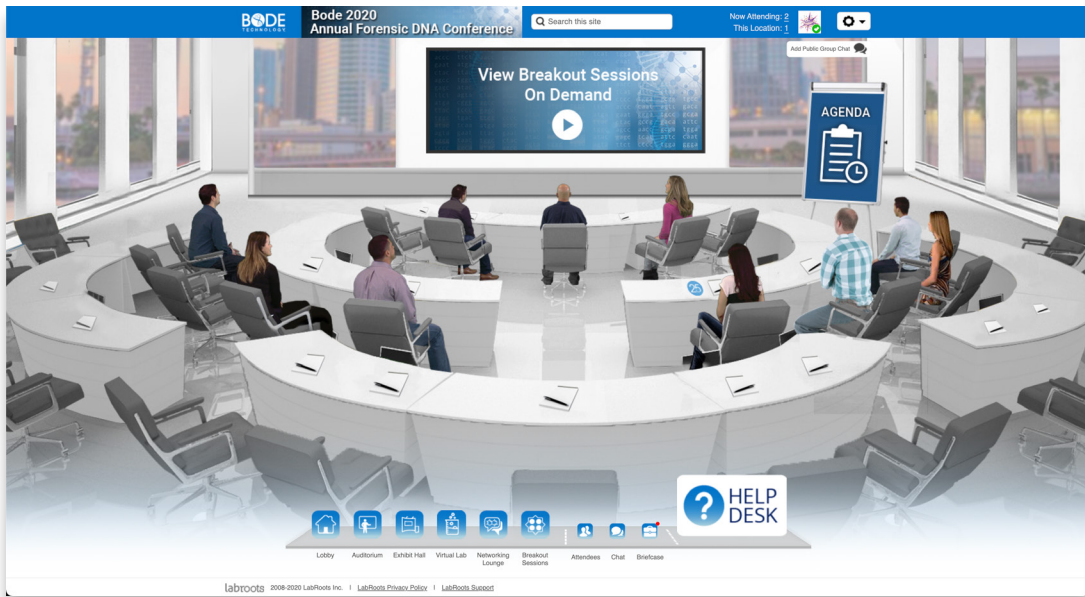 BODE
TECHNOLOGY
Bode 2020
Annual Forensic DNA Conference
Search this site
Now Attending: 2
This Location: 1
Add Public Group Chat
View Breakout Sessions
On Demand
AGENDA
25
HELP
DESK
Lobby
Auditorium
Exhibit Hall
Virtual Lab
Networking
Lounge
Breakout
Sessions
Attendees
Chat
Briefcase
labroots 2008-2020 LabRoots Inc. | LabRoots Privacy Policy | LabRoots Support